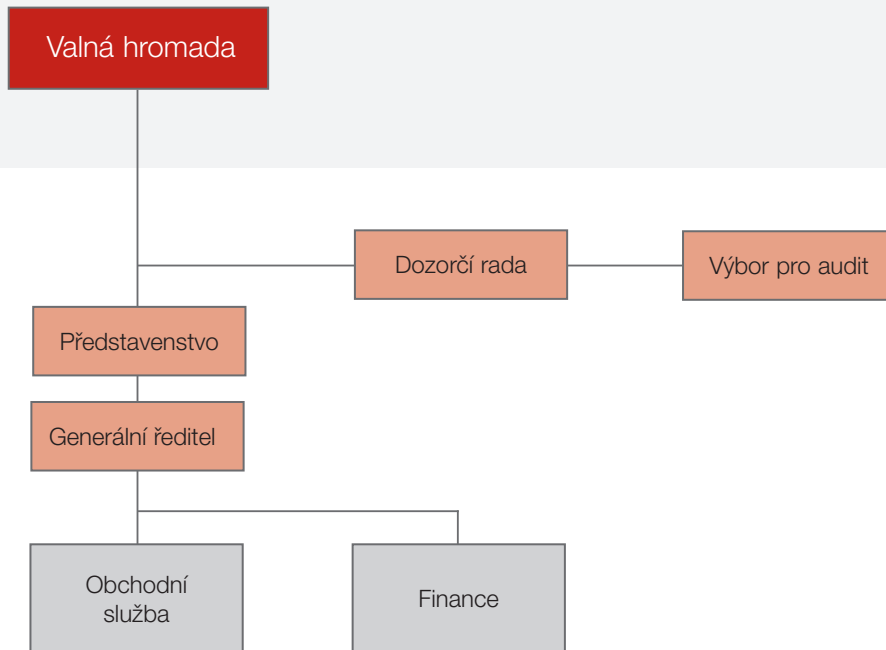 Valná hromada
Dozorčí rada
Výbor pro audit
Představenstvo
Generální ředitel
Obchodní
služba
Finance